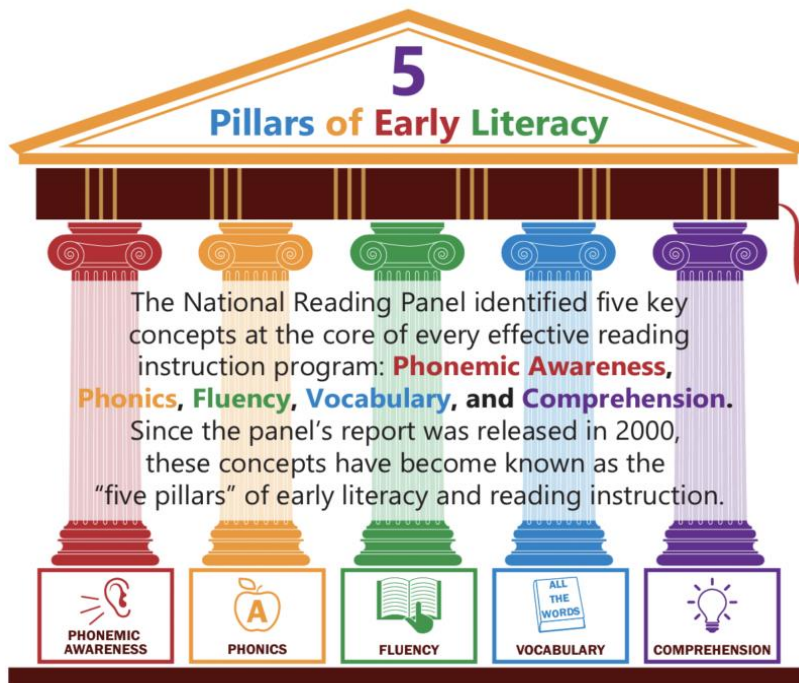 5
Pillars of Early Literacy
The National Reading Panel identified five key
concepts at the core of every effective reading
instruction program: Phonemic Awareness,
Phonics, Fluency, Vocabulary, and Comprehension.
Since the panel’s report was released in 2000,
these concepts have become known as the
“five pillars” of early literacy and reading instruction.
PHONEMIC
AWARENESS
A
PHONICS
FLUENCY
ALL
THE
WORDS
VOCABULARY
COMPREHENSION